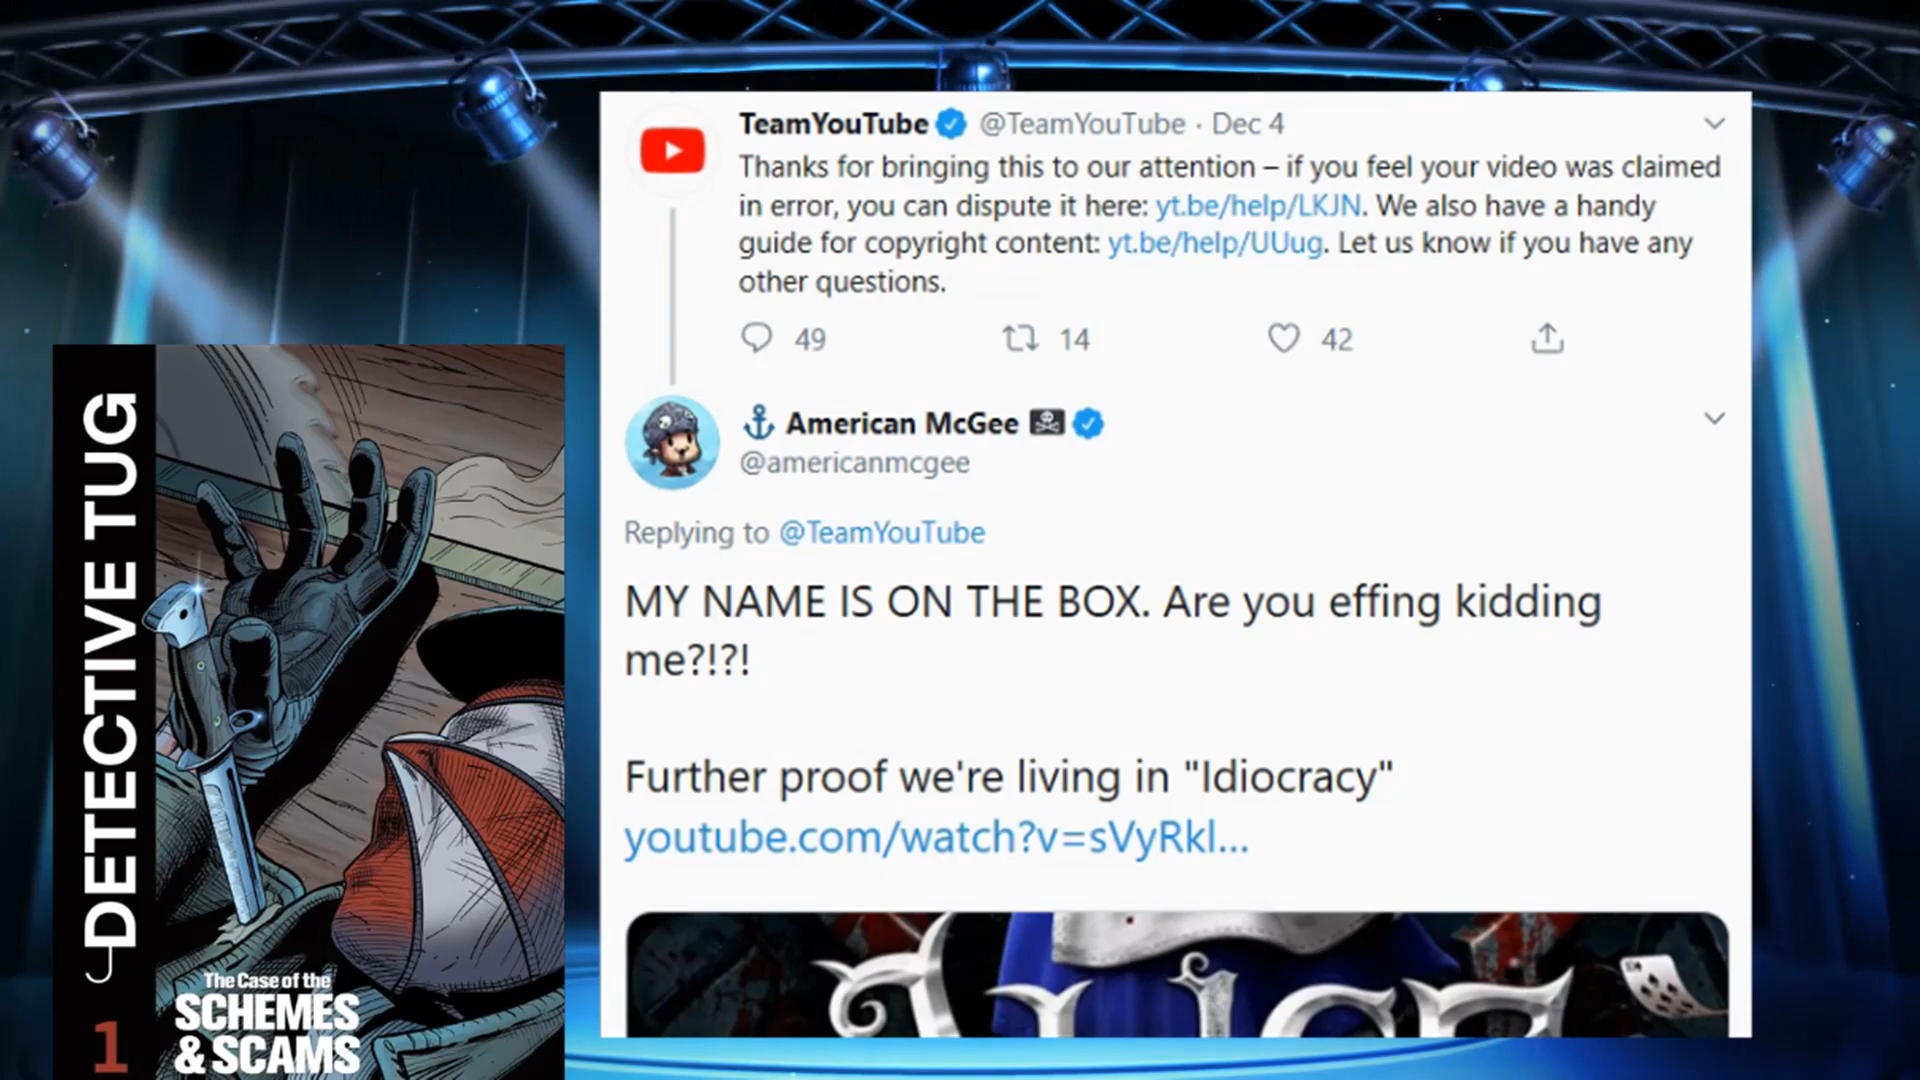 TeamYouTube @TeamYouTube · Dec 4
Thanks for bringing this to our attention – if you feel your video was claimed
in error, you can dispute it here: yt.be/help/LKJN. We also have a handy
guide for copyright content: yt.be/help/UUug. Let us know if you have any
other questions.
49 14 42
American McGee
@americanmcgee
Replying to @TeamYouTube
MY NAME IS ON THE BOX. Are you effing kidding
me?!?!
Further proof we're living in "Idiocracy"
youtube.com/watch?v=sVyRkl...
DETECTIVE TUG
1
The Case of the
SCHEMES
& SCAMS